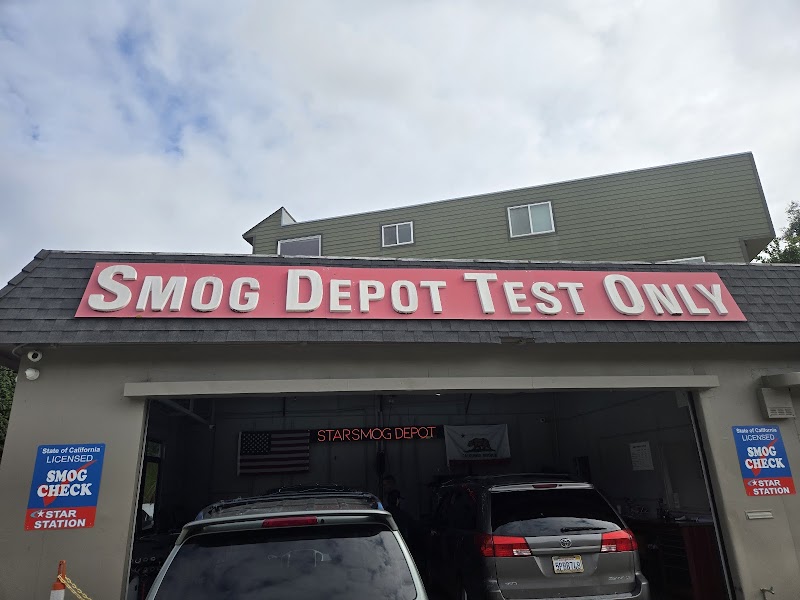 SMOG DEPOT TEST ONLY
STARSMOG DEPOT
State of California
LICENSED
SMOG
CHECK
STAR
STATION
State of California
LICENSED
SMOG
CHECK
STAR
STATION